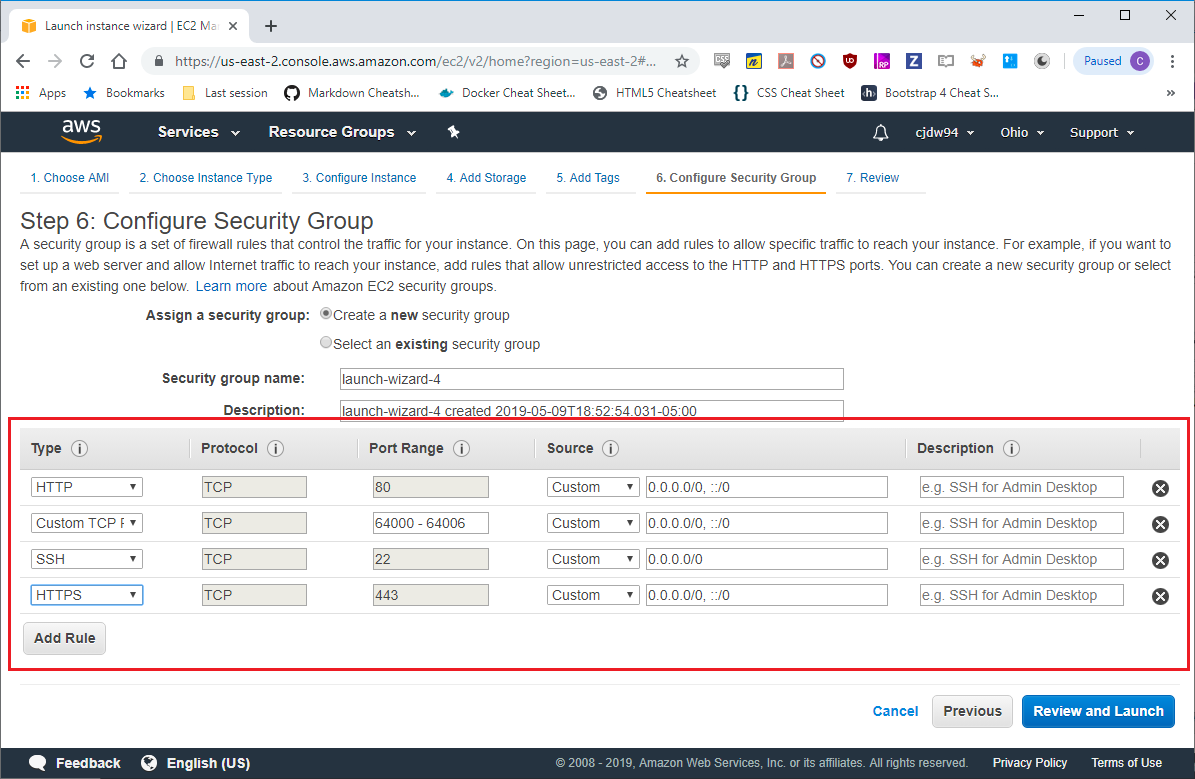 Launch instance wizard | EC2 Ma
https://us-east-2.console.aws.amazon.com/ec2/v2/home?region=us-east-2#...
CSS
n
UD
RP
Z
Paused
C
Apps
Bookmarks
Last session
Markdown Cheatsh...
Docker Cheat Sheet...
HTML5 Cheatsheet
{} CSS Cheat Sheet
h
Bootstrap 4 Cheat S...
»
aws
Services
Resource Groups
cjdw94
Ohio
Support
1. Choose AMI
2. Choose Instance Type
3. Configure Instance
4. Add Storage
5. Add Tags
6. Configure Security Group
7. Review
Step 6: Configure Security Group
A security group is a set of firewall rules that control the traffic for your instance. On this page, you can add rules to allow specific traffic to reach your instance. For example, if you want to
set up a web server and allow Internet traffic to reach your instance, add rules that allow unrestricted access to the HTTP and HTTPS ports. You can create a new security group or select
from an existing one below. Learn more about Amazon EC2 security groups.
Assign a security group: Create a new security group
Select an existing security group
Security group name: launch-wizard-4
Description: launch-wizard-4 created 2019-05-09T18:52:54.031-05:00
Type i Protocol i Port Range i Source i Description i
HTTP TCP 80 Custom 0.0.0.0/0, ::/0 e.g. SSH for Admin Desktop
Custom TCP TCP 64000 - 64006 Custom 0.0.0.0/0, ::/0 e.g. SSH for Admin Desktop
SSH TCP 22 Custom 0.0.0.0/0 e.g. SSH for Admin Desktop
HTTPS TCP 443 Custom 0.0.0.0/0, ::/0 e.g. SSH for Admin Desktop
Add Rule
Cancel
Previous
Review and Launch
Feedback
English (US)
© 2008 - 2019, Amazon Web Services, Inc. or its affiliates. All rights reserved.
Privacy Policy
Terms of Use